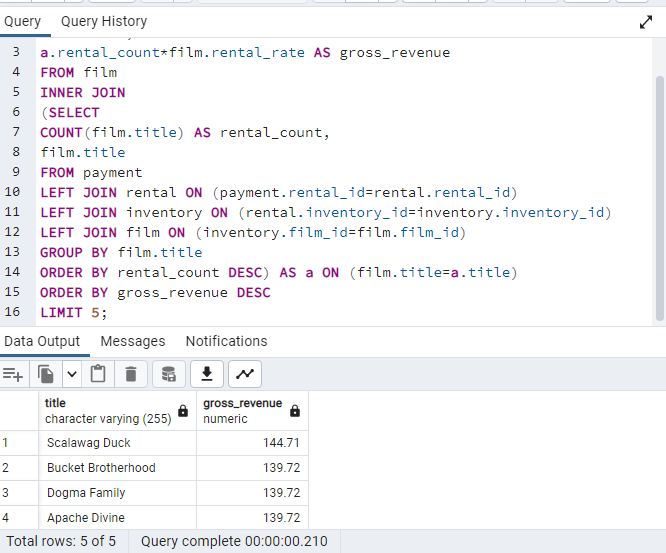 Query Query History
3 a.rental_count*film.rental_rate AS gross_revenue
4 FROM film
5 INNER JOIN
6 (SELECT
7 COUNT(film.title) AS rental_count,
8 film.title
9 FROM payment
10 LEFT JOIN rental ON (payment.rental_id=rental.rental_id)
11 LEFT JOIN inventory ON (rental.inventory_id=inventory.inventory_id)
12 LEFT JOIN film ON (inventory.film_id=film.film_id)
13 GROUP BY film.title
14 ORDER BY rental_count DESC) AS a ON (film.title=a.title)
15 ORDER BY gross_revenue DESC
16 LIMIT 5;
Data Output Messages Notifications
title gross_revenue
character varying (255) numeric
1 Scalawag Duck 144.71
2 Bucket Brotherhood 139.72
3 Dogma Family 139.72
4 Apache Divine 139.72
Total rows: 5 of 5 Query complete 00:00:00.210